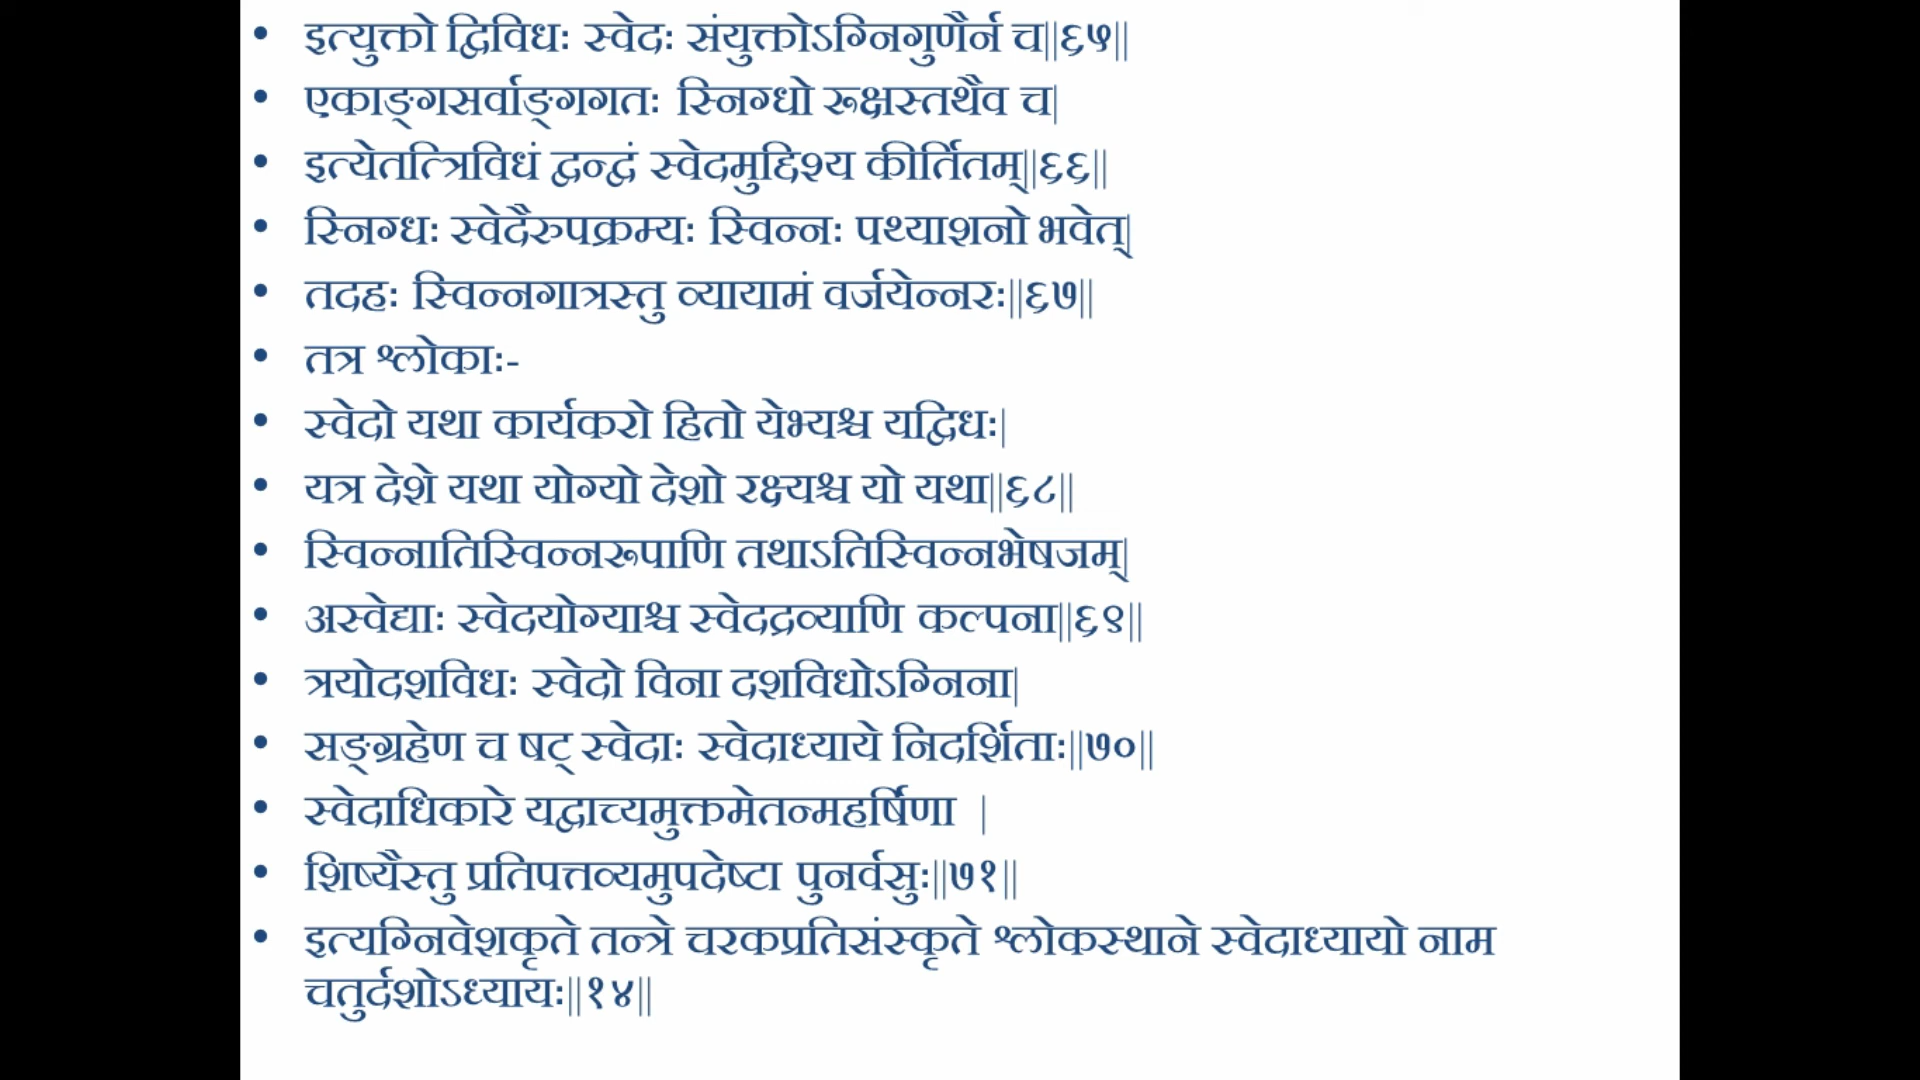 • इत्युक्तो द्विविधः स्वेदः संयुक्तोऽग्निगुणैर्न च||६५||
• एकाङ्गसर्वाङ्गगतः स्निग्धो रूक्षस्तथैव च|
• इत्येतत्त्रिविधं द्वन्द्वं स्वेदमुद्दिश्य कीर्तितम्||६६||
• स्निग्धः स्वेदैरुपक्रम्यः स्विन्नः पथ्याशनो भवेत्|
• तदहः स्विन्नगात्रस्तु व्यायामं वर्जयेन्नरः||६७||
• तत्र श्लोकाः-
• स्वेदो यथा कार्यकरो हितो येभ्यश्च यद्विधः|
• यत्र देशे यथा योग्यो देशो रक्ष्यश्च यो यथा||६८||
• स्विन्नातिस्विन्नरूपाणि तथाऽतिस्विन्नभेषजम्|
• अस्वेद्याः स्वेदयोग्याश्च स्वेदद्रव्याणि कल्पना||६९||
• त्रयोदशविधः स्वेदो विना दशविधोऽग्निना|
• सङ्ग्रहेण च षट् स्वेदाः स्वेदाध्याये निदर्शिताः||७०||
• स्वेदाधिकारे यद्वाच्यमुक्तमेतन्महर्षिणा |
• शिष्यैस्तु प्रतिपत्तव्यमुपदेष्टा पुनर्वसुः||७१||
• इत्यग्निवेशकृते तन्त्रे चरकप्रतिसंस्कृते श्लोकस्थाने स्वेदाध्यायो नाम
चतुर्दशोऽध्यायः||१४||